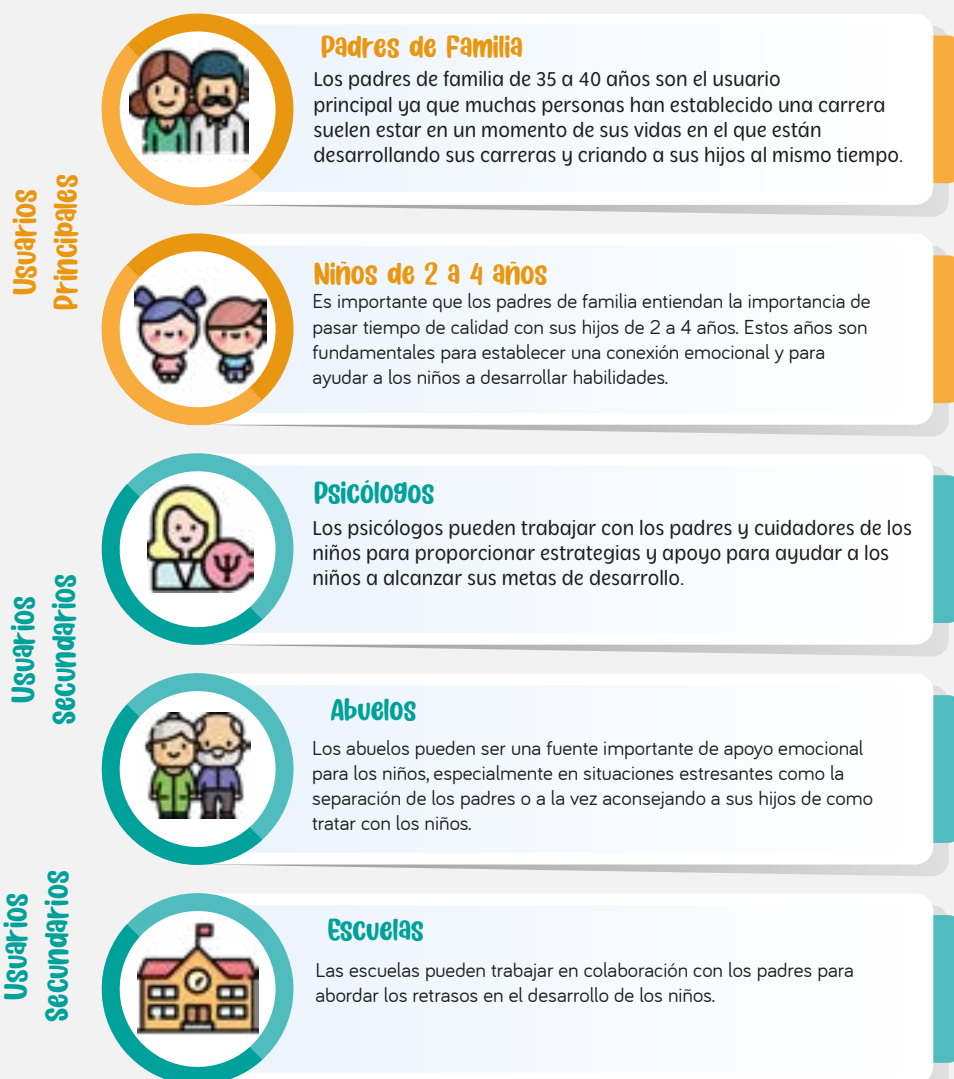 Usuarios
Principales
Padres de Familia
Los padres de familia de 35 a 40 años son el usuario
principal ya que muchas personas han establecido una carrera
suelen estar en un momento de sus vidas en el que están
desarrollando sus carreras y criando a sus hijos al mismo tiempo.
Niños de 2 a 4 años
Es importante que los padres de familia entiendan la importancia de
pasar tiempo de calidad con sus hijos de 2 a 4 años. Estos años son
fundamentales para establecer una conexión emocional y para
ayudar a los niños a desarrollar habilidades.
Usuarios
Secundarios
Psicólogos
Los psicólogos pueden trabajar con los padres y cuidadores de los
niños para proporcionar estrategias y apoyo para ayudar a los
niños a alcanzar sus metas de desarrollo.
Abuelos
Los abuelos pueden ser una fuente importante de apoyo emocional
para los niños, especialmente en situaciones estresantes como la
separación de los padres o a la vez aconsejando a sus hijos de como
tratar con los niños.
Usuarios
Secundarios
Escuelas
Las escuelas pueden trabajar en colaboración con los padres para
abordar los retrasos en el desarrollo de los niños.